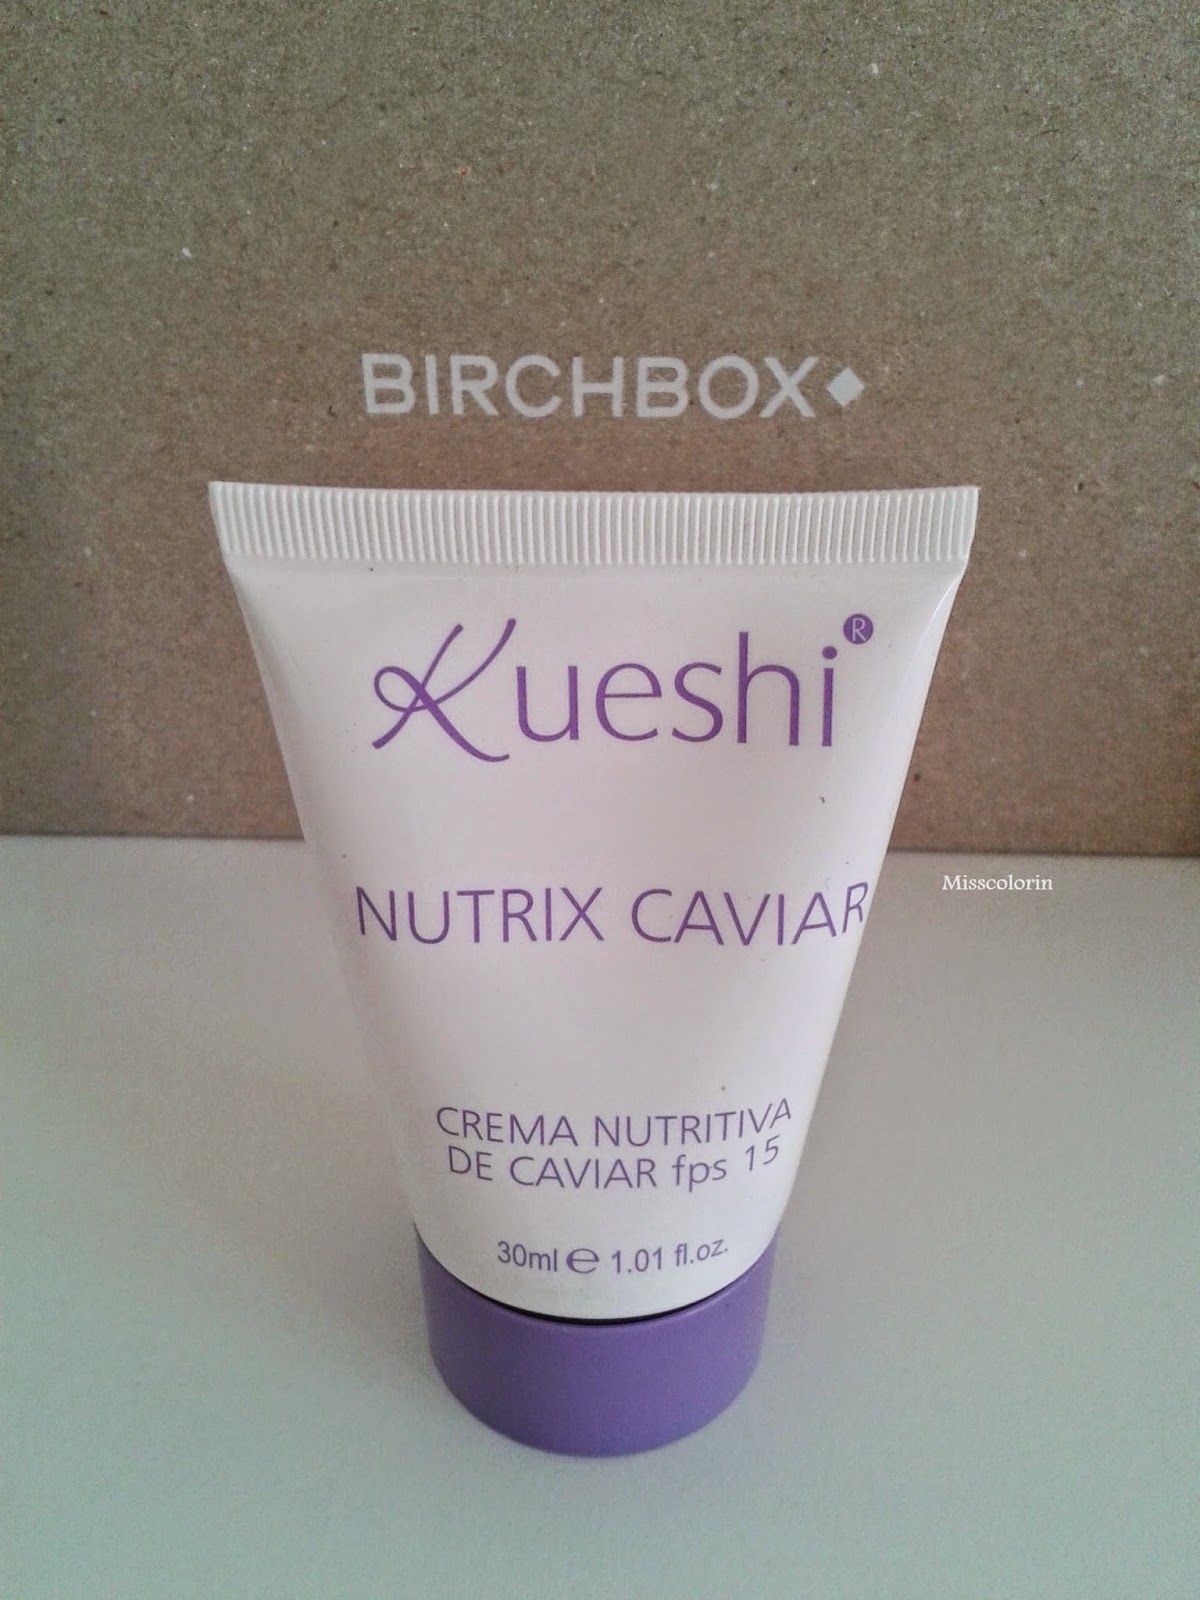 BIRCHBOX
Kueshi®
NUTRIX CAVIAR
Misscolorin
CREMA NUTRITIVA
DE CAVIAR fps 15
30ml ℮ 1.01 fl.oz.